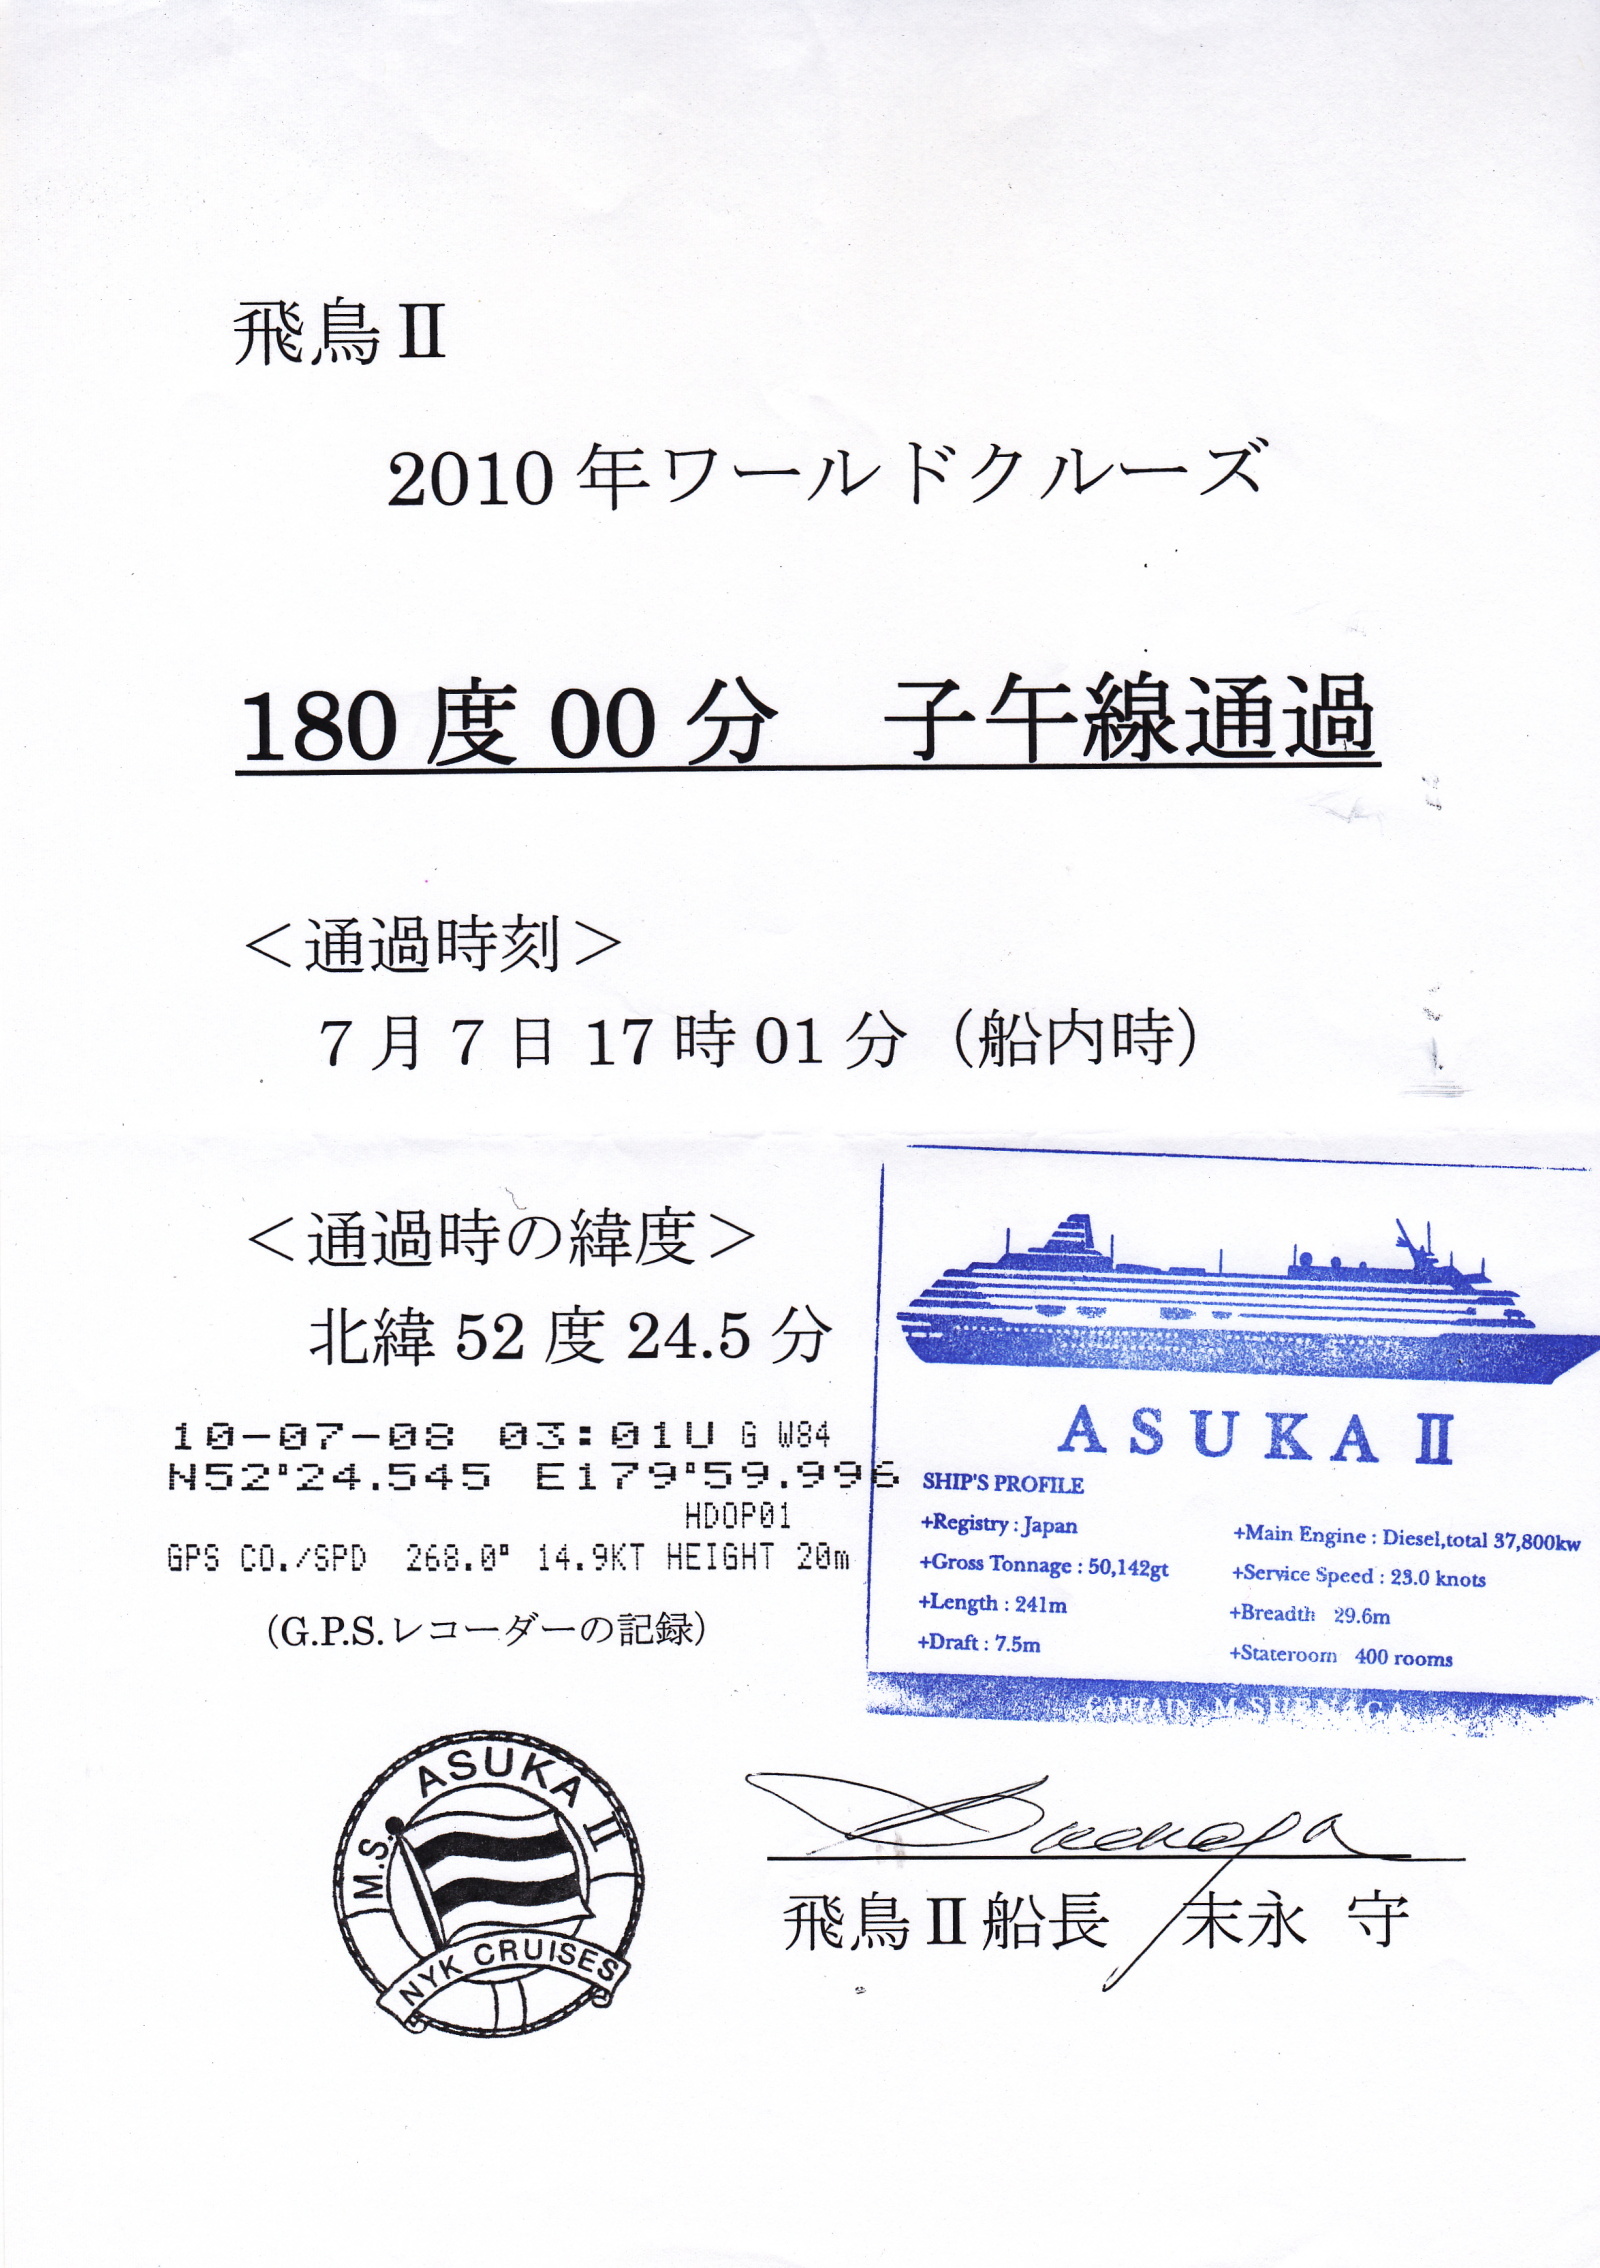 飛鳥Ⅱ
2010年ワールドクルーズ
180度00分　子午線通過
＜通過時刻＞
7月7日17時01分（船内時）
＜通過時の緯度＞
北緯52度24.5分
10-07-08 03:01U G W84
N52°24.545 E179°59.996
HDOP01
GPS CO./SPD 268.0° 14.9KT HEIGHT 20m
（G.P.S.レコーダーの記録）
ASUKAⅡ
SHIP'S PROFILE
+Registry : Japan
+Gross Tonnage : 50,142gt
+Length : 241m
+Draft : 7.5m
+Main Engine : Diesel,total 37,800kw
+Service Speed : 23.0 knots
+Breadth 29.6m
+Stateroom 400 rooms
CAPTAIN M.SUENAGA
M.S. ASUKA Ⅱ
NYK CRUISES
Suenaga
飛鳥Ⅱ船長　末永 守